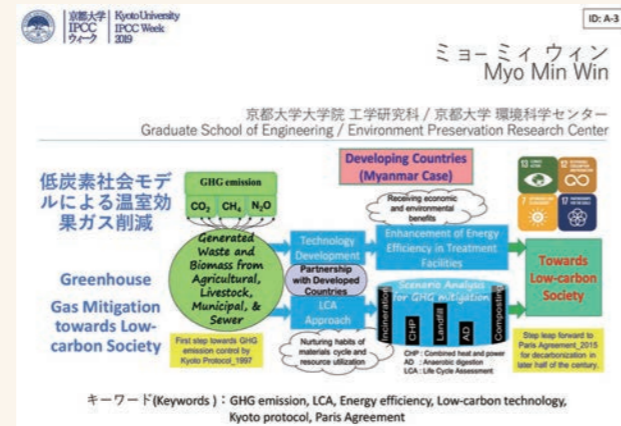 京都大学
IPCC
ウィーク
Kyoto University
IPCC Week
2019
ID: A-3
ミョー ミィ ウィン
Myo Min Win
京都大学大学院 工学研究科 / 京都大学 環境科学センター
Graduate School of Engineering / Environment Preservation Research Center
低炭素社会モデ
ルによる温室効
果ガス削減
Greenhouse
Gas Mitigation
towards Low-
carbon Society
GHG emission
CO₂ CH₄ N₂O
Generated
Waste and
Biomass from
Agricultural,
Livestock,
Municipal, &
Sewer
First step towards GHG
emission control by
Kyoto Protocol_1997
Developing Countries
(Myanmar Case)
Receiving economic
and environmental
benefits
Technology
Development
Partnership
with Developed
Countries
LCA
Approach
Nurturing habits of
materials cycle and
resource utilization
Enhancement of Energy
Efficiency in Treatment
Facilities
Scenario Analysis
for GHG mitigation
Incineration
CHP
Landfill
AD
Composting
CHP : Combined heat and power
AD : Anaerobic digestion
LCA : Life Cycle Assessment
13
12
7
17
Towards
Low-carbon
Society
Step leap forward to
Paris Agreement_2015
for decarbonization in
later half of the century.
キーワード(Keywords) : GHG emission, LCA, Energy efficiency, Low-carbon technology,
Kyoto protocol, Paris Agreement